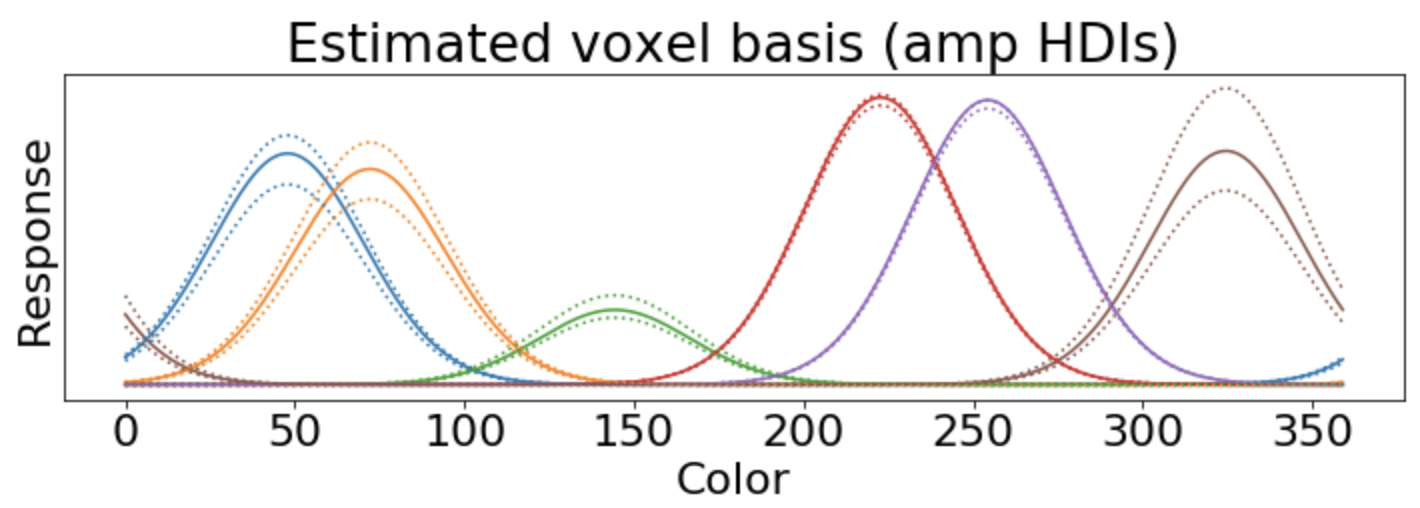 Estimated voxel basis (amp HDIs)
Response
0 50 100 150 200 250 300 350
Color